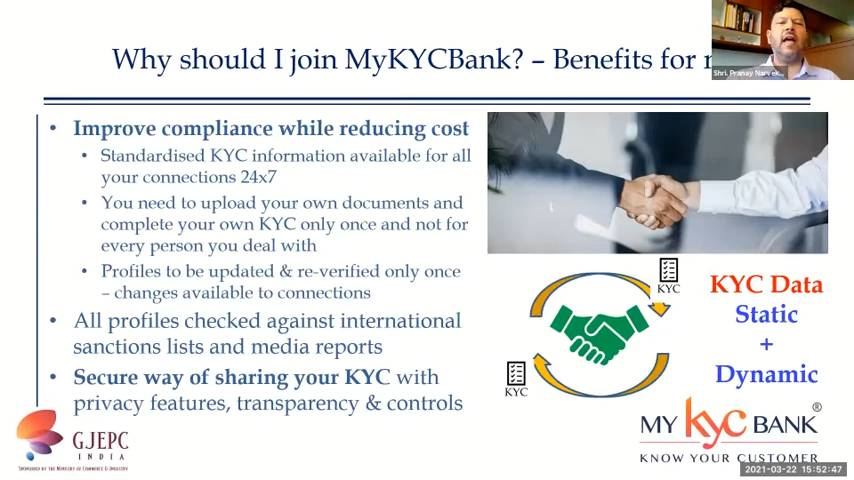 Why should I join MyKYCBank? – Benefits for
Shri. Pranay Narvek...
• Improve compliance while reducing cost
• Standardised KYC information available for all
your connections 24x7
• You need to upload your own documents and
complete your own KYC only once and not for
every person you deal with
• Profiles to be updated & re-verified only once
– changes available to connections
• All profiles checked against international
sanctions lists and media reports
• Secure way of sharing your KYC with
privacy features, transparency & controls
KYC
KYC
KYC Data
Static
+
Dynamic
GJEPC
INDIA
SPONSORED BY THE MINISTRY OF COMMERCE & INDUSTRY
MY kyc BANK®
KNOW YOUR CUSTOMER
2021-03-22 15:52:47